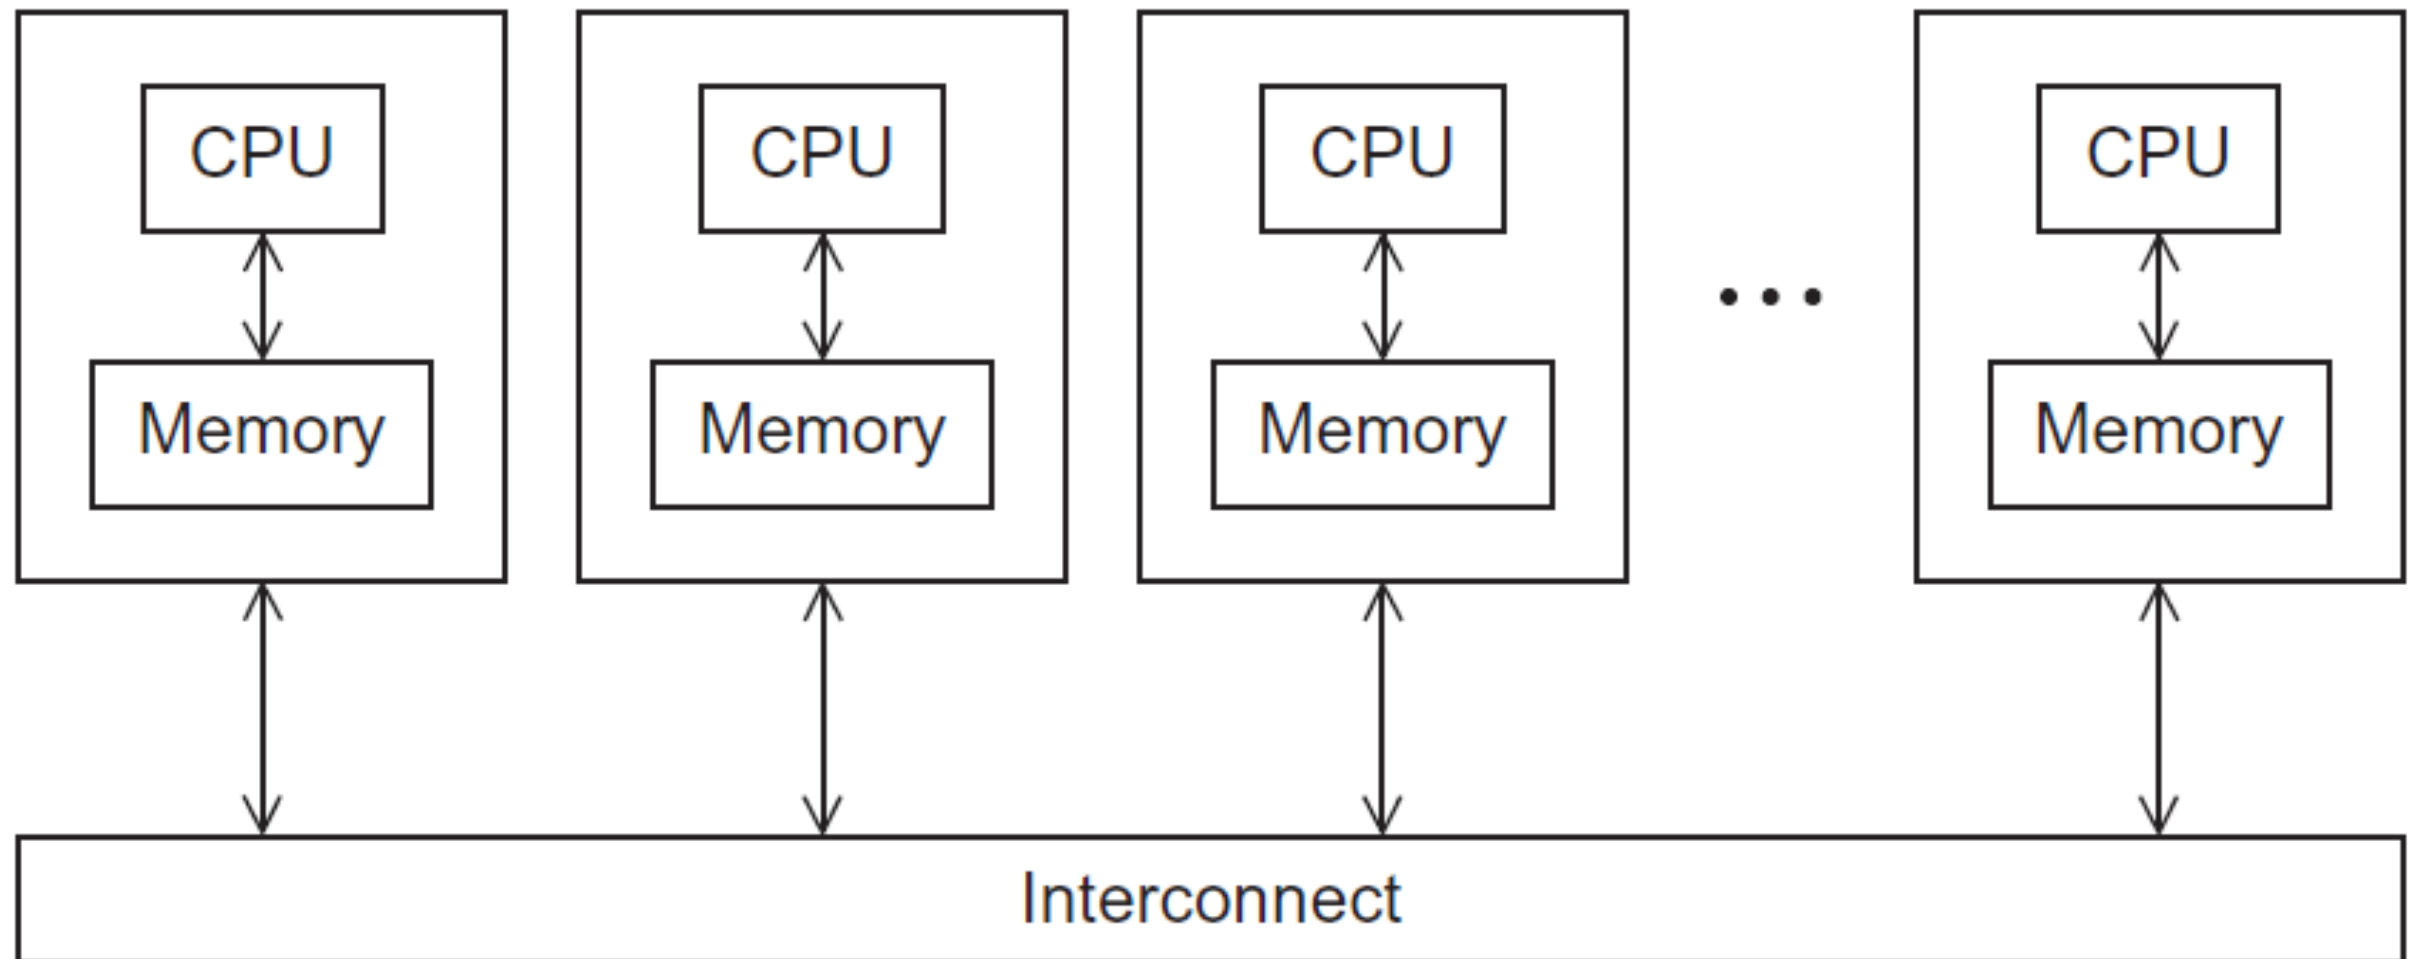 CPU CPU CPU CPU
Memory Memory Memory ... Memory
Interconnect